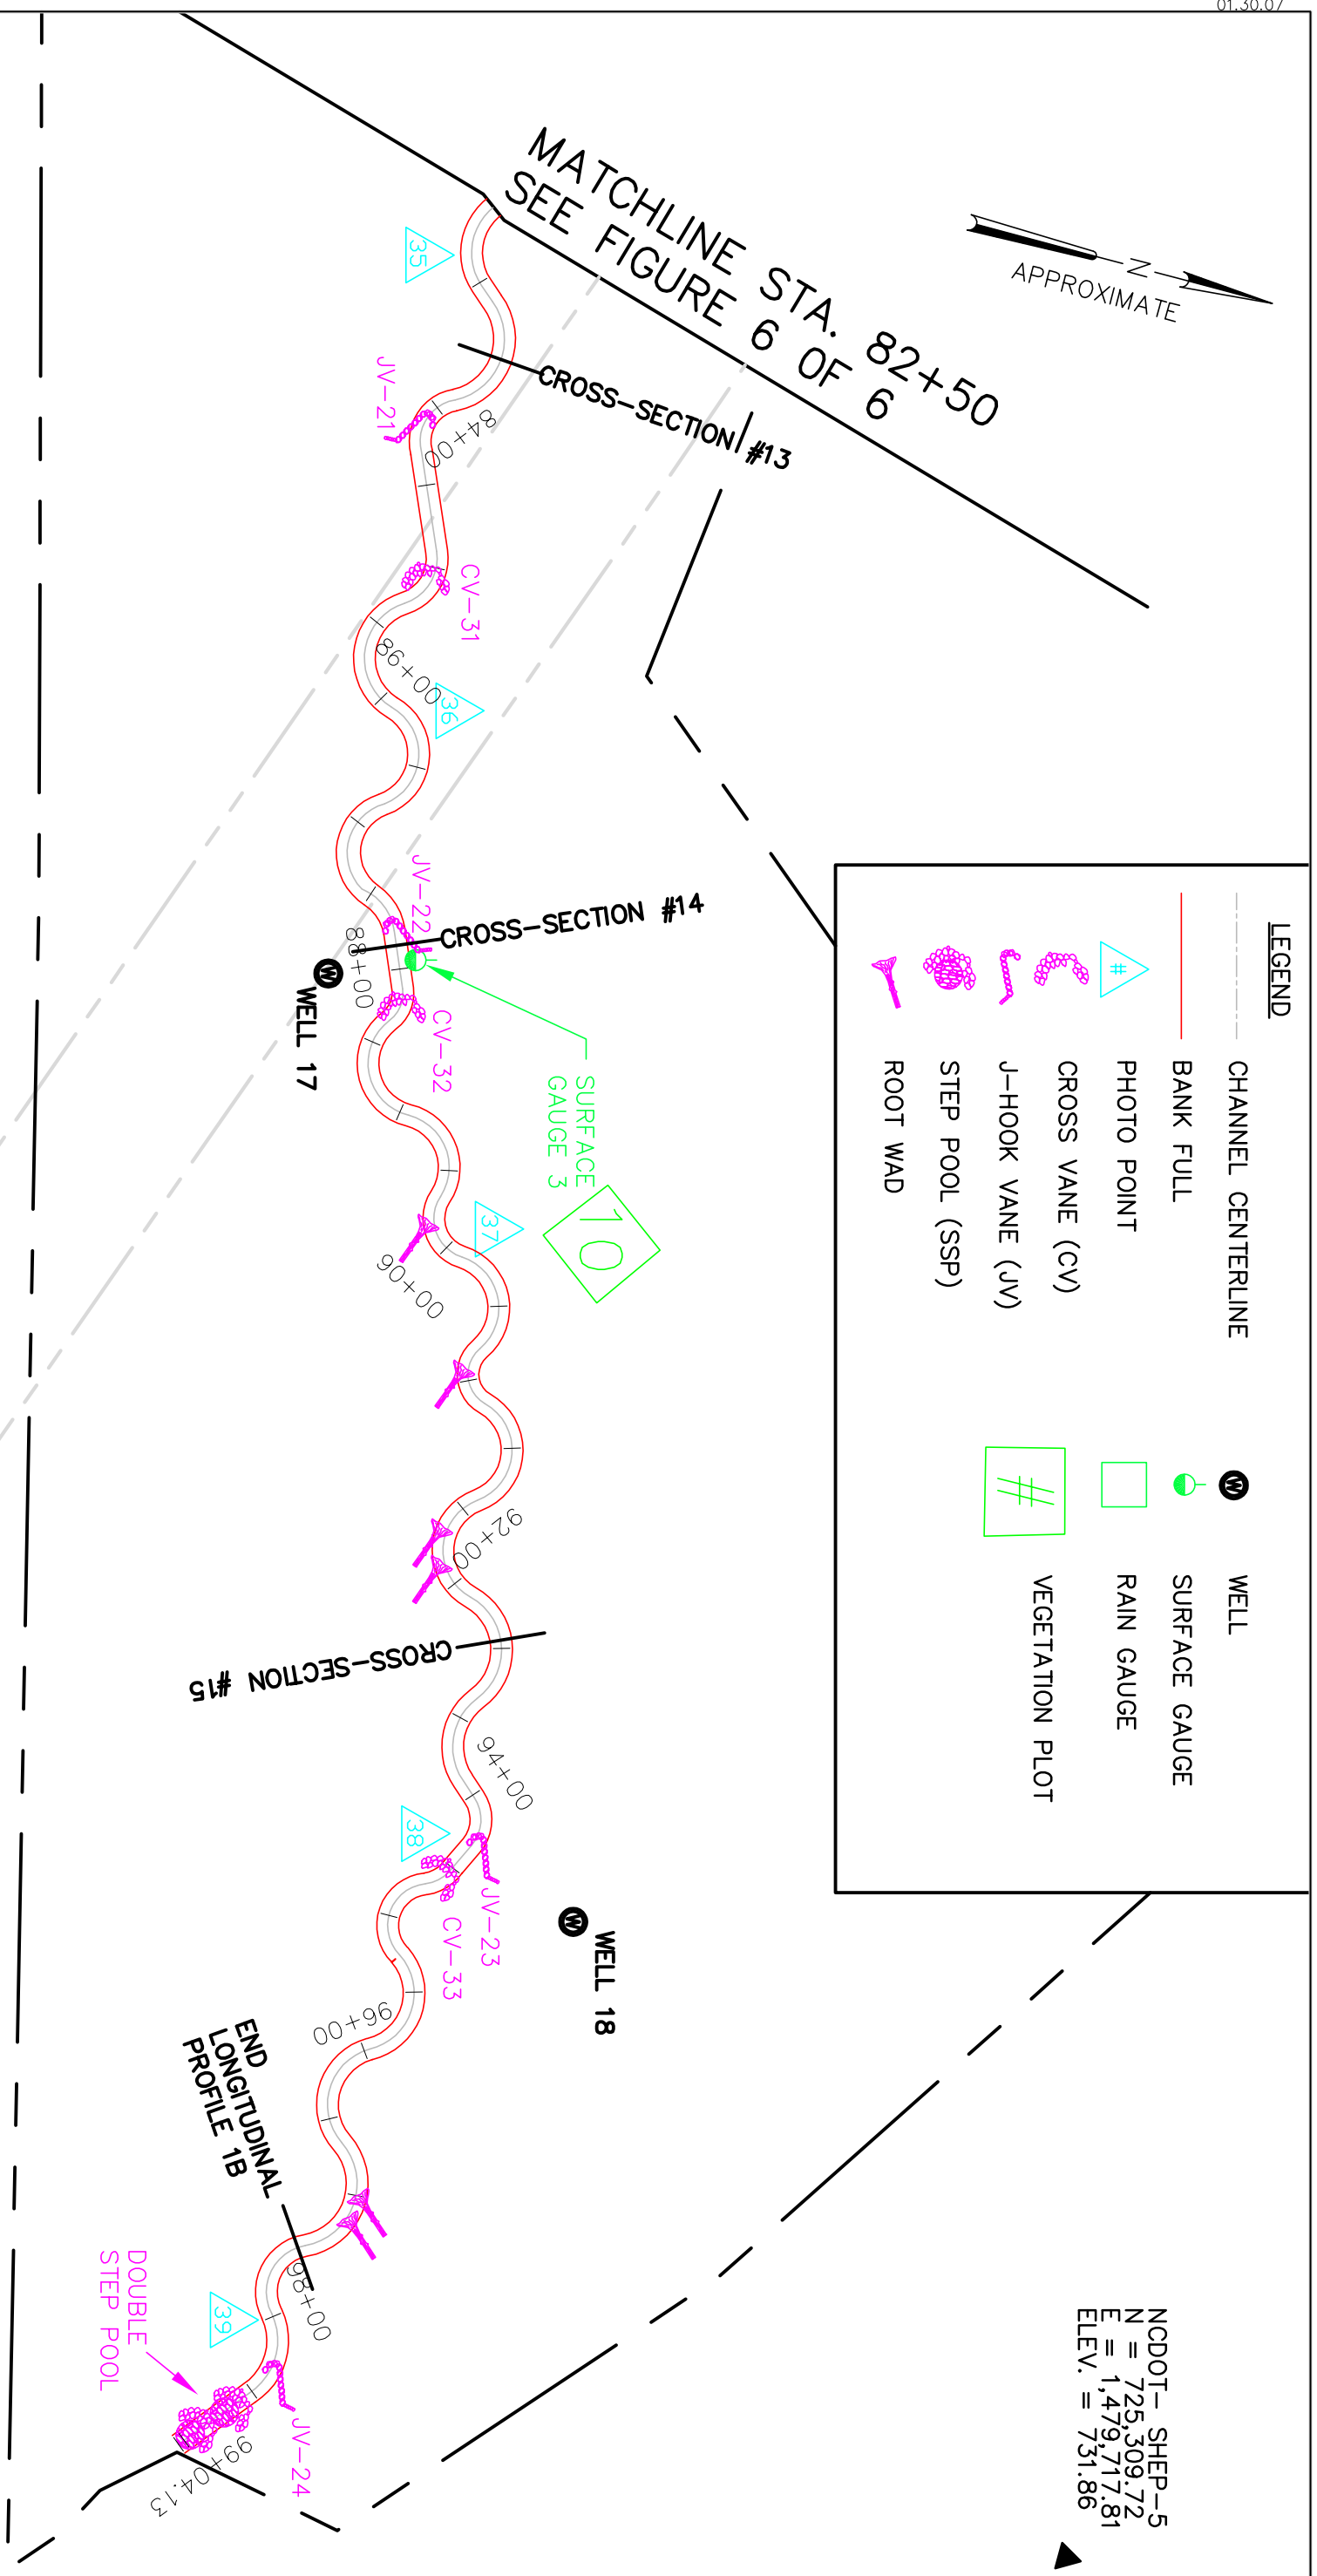 01.30.07
MATCHLINE STA. 82+50
SEE FIGURE 6 OF 6
N
APPROXIMATE
LEGEND
CHANNEL CENTERLINE
BANK FULL
#
PHOTO POINT
CROSS VANE (CV)
J-HOOK VANE (JV)
STEP POOL (SSP)
ROOT WAD
W
WELL
SURFACE GAUGE
RAIN GAUGE
#
VEGETATION PLOT
NCDOT- SHEP-5
N = 725,309.72
E = 1,479,717.81
ELEV. = 731.86
35
CROSS-SECTION #13
JV-21
84+00
CV-31
86+00
36
JV-22
CROSS-SECTION #14
88+00
W
WELL 17
CV-32
SURFACE
GAUGE 3
10
37
90+00
92+00
CROSS-SECTION #15
94+00
38
JV-23
CV-33
W
WELL 18
96+00
END
LONGITUDINAL
PROFILE 1B
98+00
39
DOUBLE
STEP POOL
JV-24
99+04.13